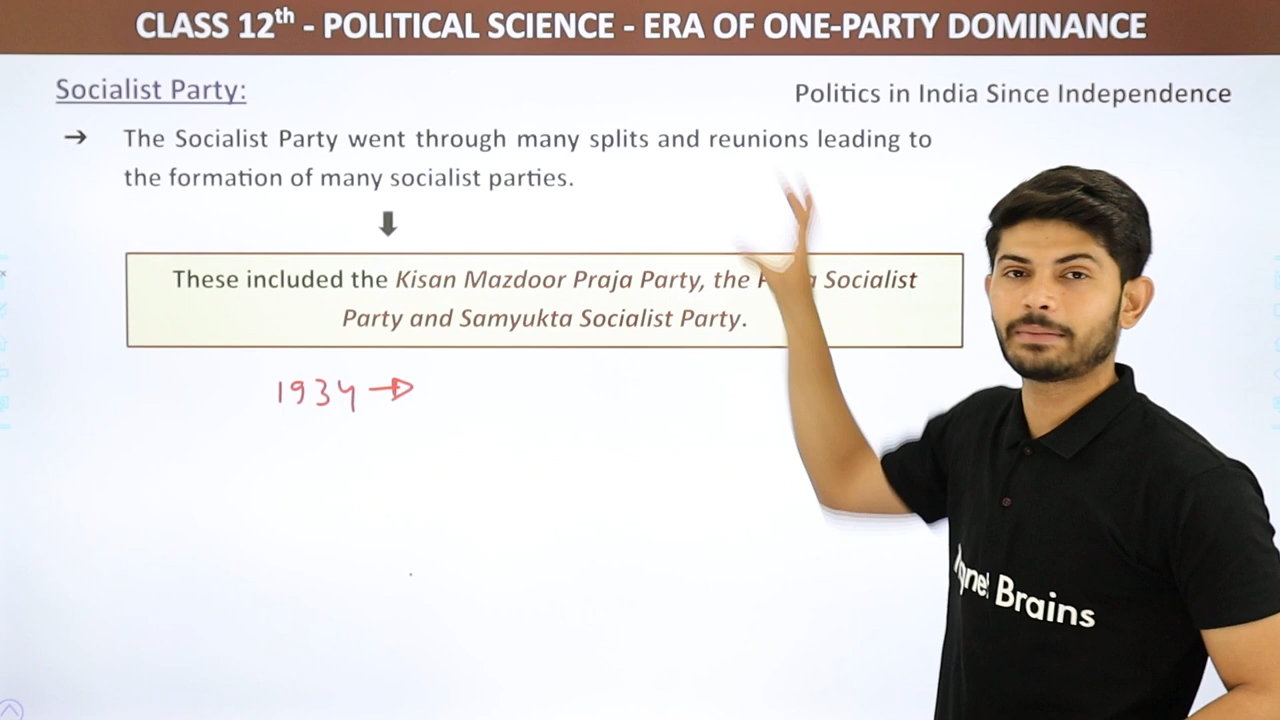 CLASS 12th - POLITICAL SCIENCE - ERA OF ONE-PARTY DOMINANCE
Socialist Party:
Politics in India Since Independence
→ The Socialist Party went through many splits and reunions leading to
the formation of many socialist parties.
These included the Kisan Mazdoor Praja Party, the Socialist
Party and Samyukta Socialist Party.
1934 →
Brains